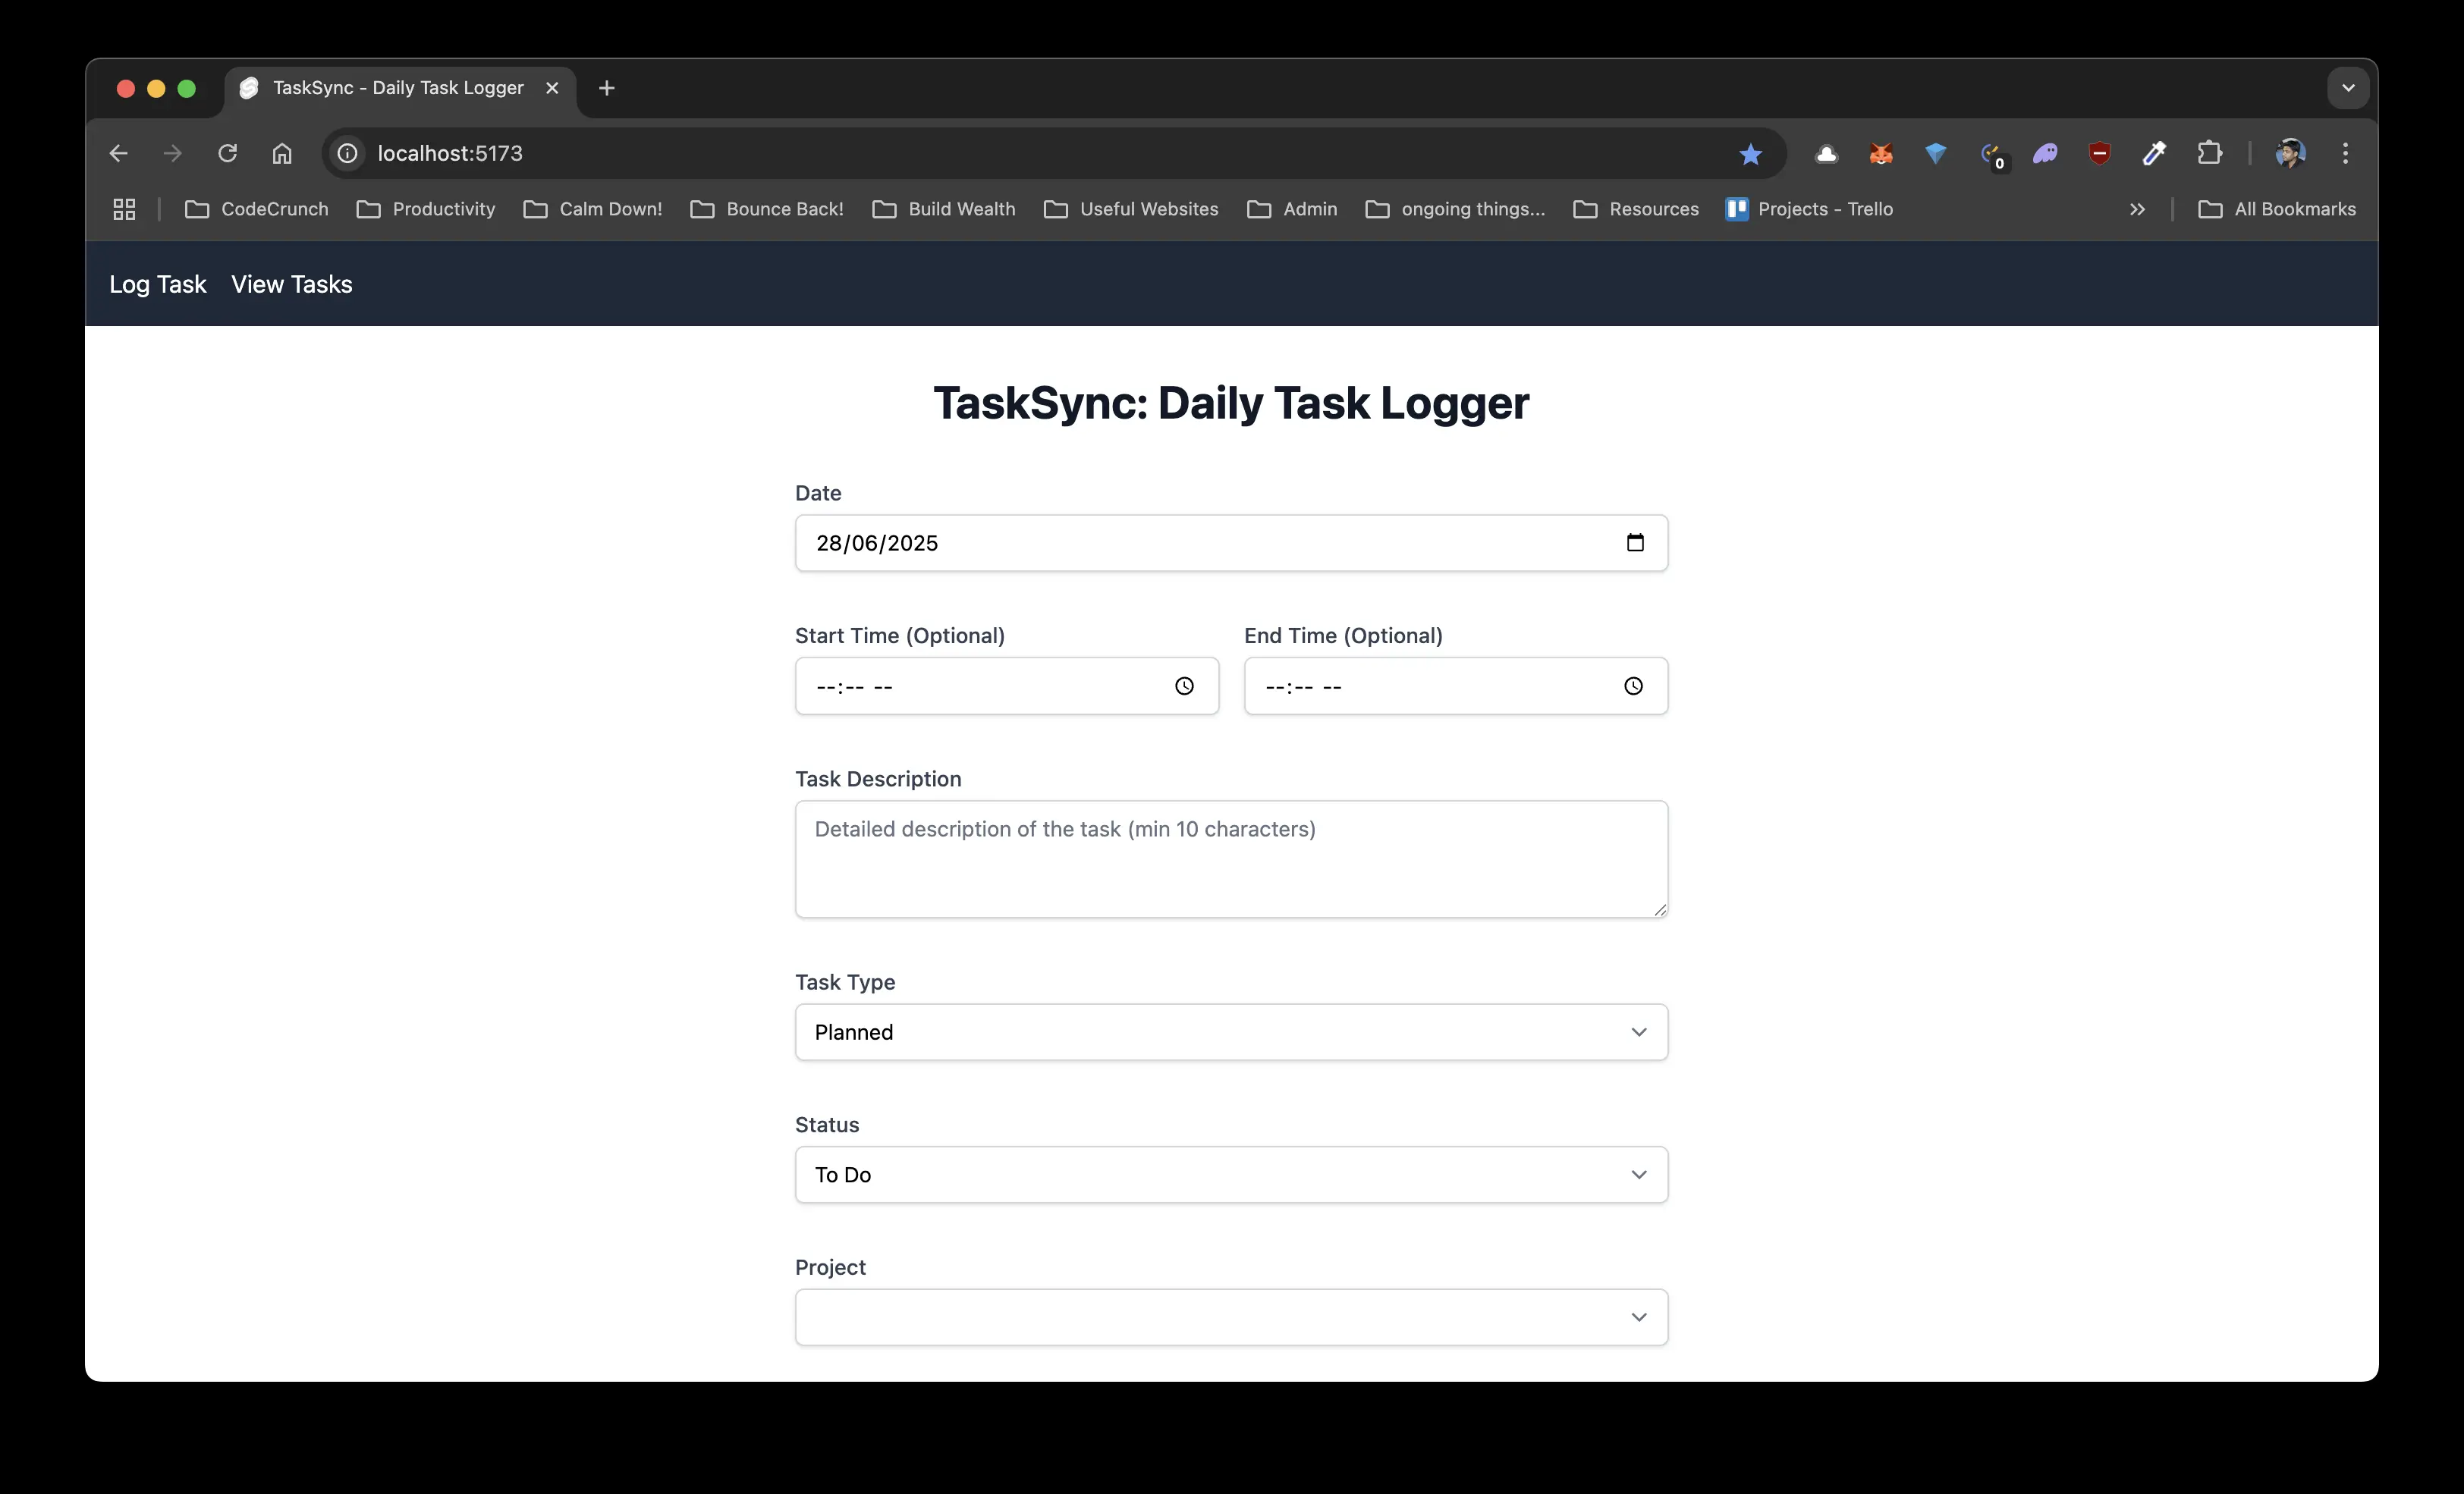 TaskSync - Daily Task Logger
localhost:5173
0
CodeCrunch Productivity Calm Down! Bounce Back! Build Wealth Useful Websites Admin ongoing things... Resources Projects - Trello All Bookmarks
Log Task View Tasks
TaskSync: Daily Task Logger
Date
28/06/2025
Start Time (Optional) End Time (Optional)
--:-- -- --:-- --
Task Description
Detailed description of the task (min 10 characters)
Task Type
Planned
Status
To Do
Project